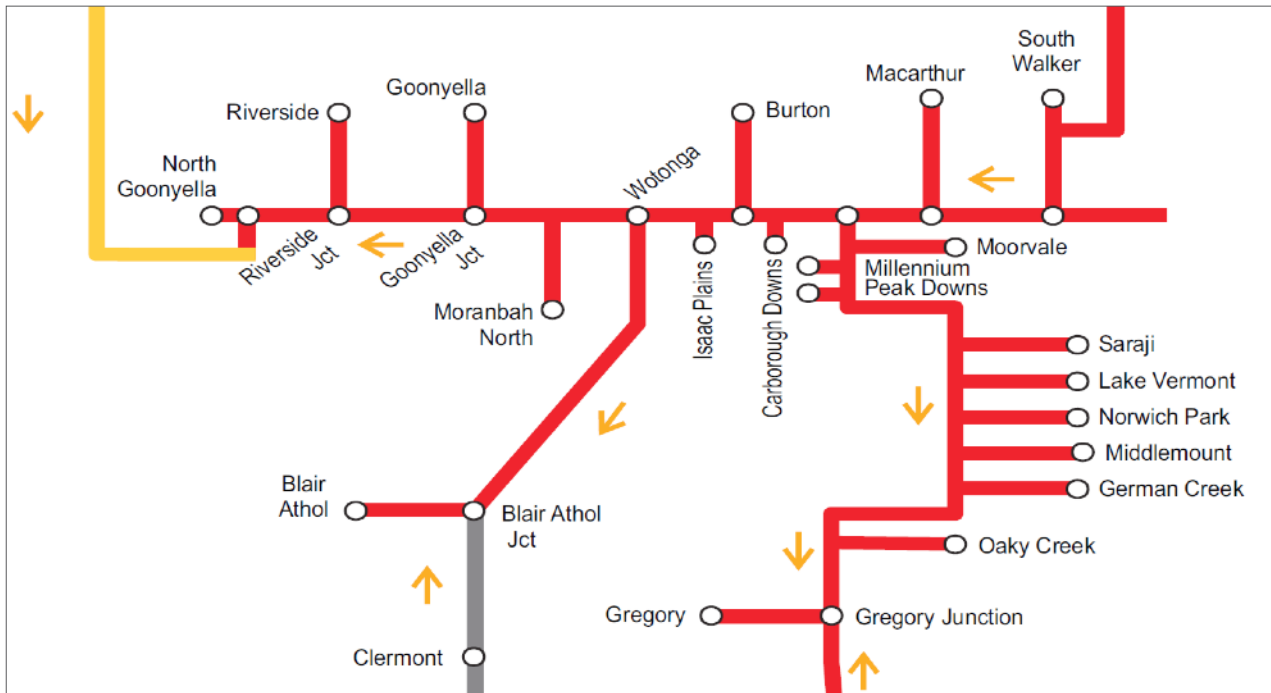 South
Walker
Macarthur
Goonyella
Riverside
Burton
North
Goonyella
Wotonga
Riverside
Jct
Goonyella
Jct
Moorvale
Millennium
Peak Downs
Isaac Plains
Carborough Downs
Moranbah
North
Saraji
Lake Vermont
Norwich Park
Middlemount
German Creek
Blair
Athol
Blair Athol
Jct
Oaky Creek
Gregory
Gregory Junction
Clermont